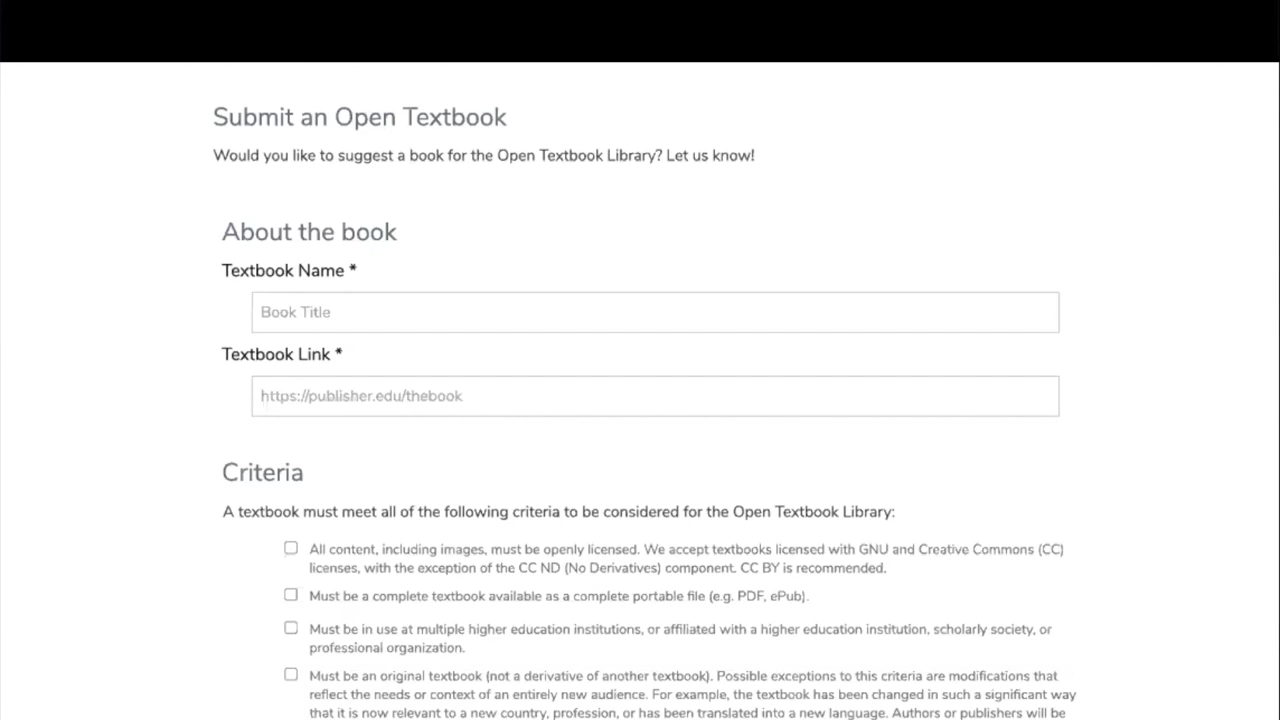 Submit an Open Textbook
Would you like to suggest a book for the Open Textbook Library? Let us know!
About the book
Textbook Name *
Book Title
Textbook Link *
https://publisher.edu/thebook
Criteria
A textbook must meet all of the following criteria to be considered for the Open Textbook Library:
All content, including images, must be openly licensed. We accept textbooks licensed with GNU and Creative Commons (CC)
licenses, with the exception of the CC ND (No Derivatives) component. CC BY is recommended.
Must be a complete textbook available as a complete portable file (e.g. PDF, ePub).
Must be in use at multiple higher education institutions, or affiliated with a higher education institution, scholarly society, or
professional organization.
Must be an original textbook (not a derivative of another textbook). Possible exceptions to this criteria are modifications that
reflect the needs or context of an entirely new audience. For example, the textbook has been changed in such a significant way
that it is now relevant to a new country, profession, or has been translated into a new language. Authors or publishers will be